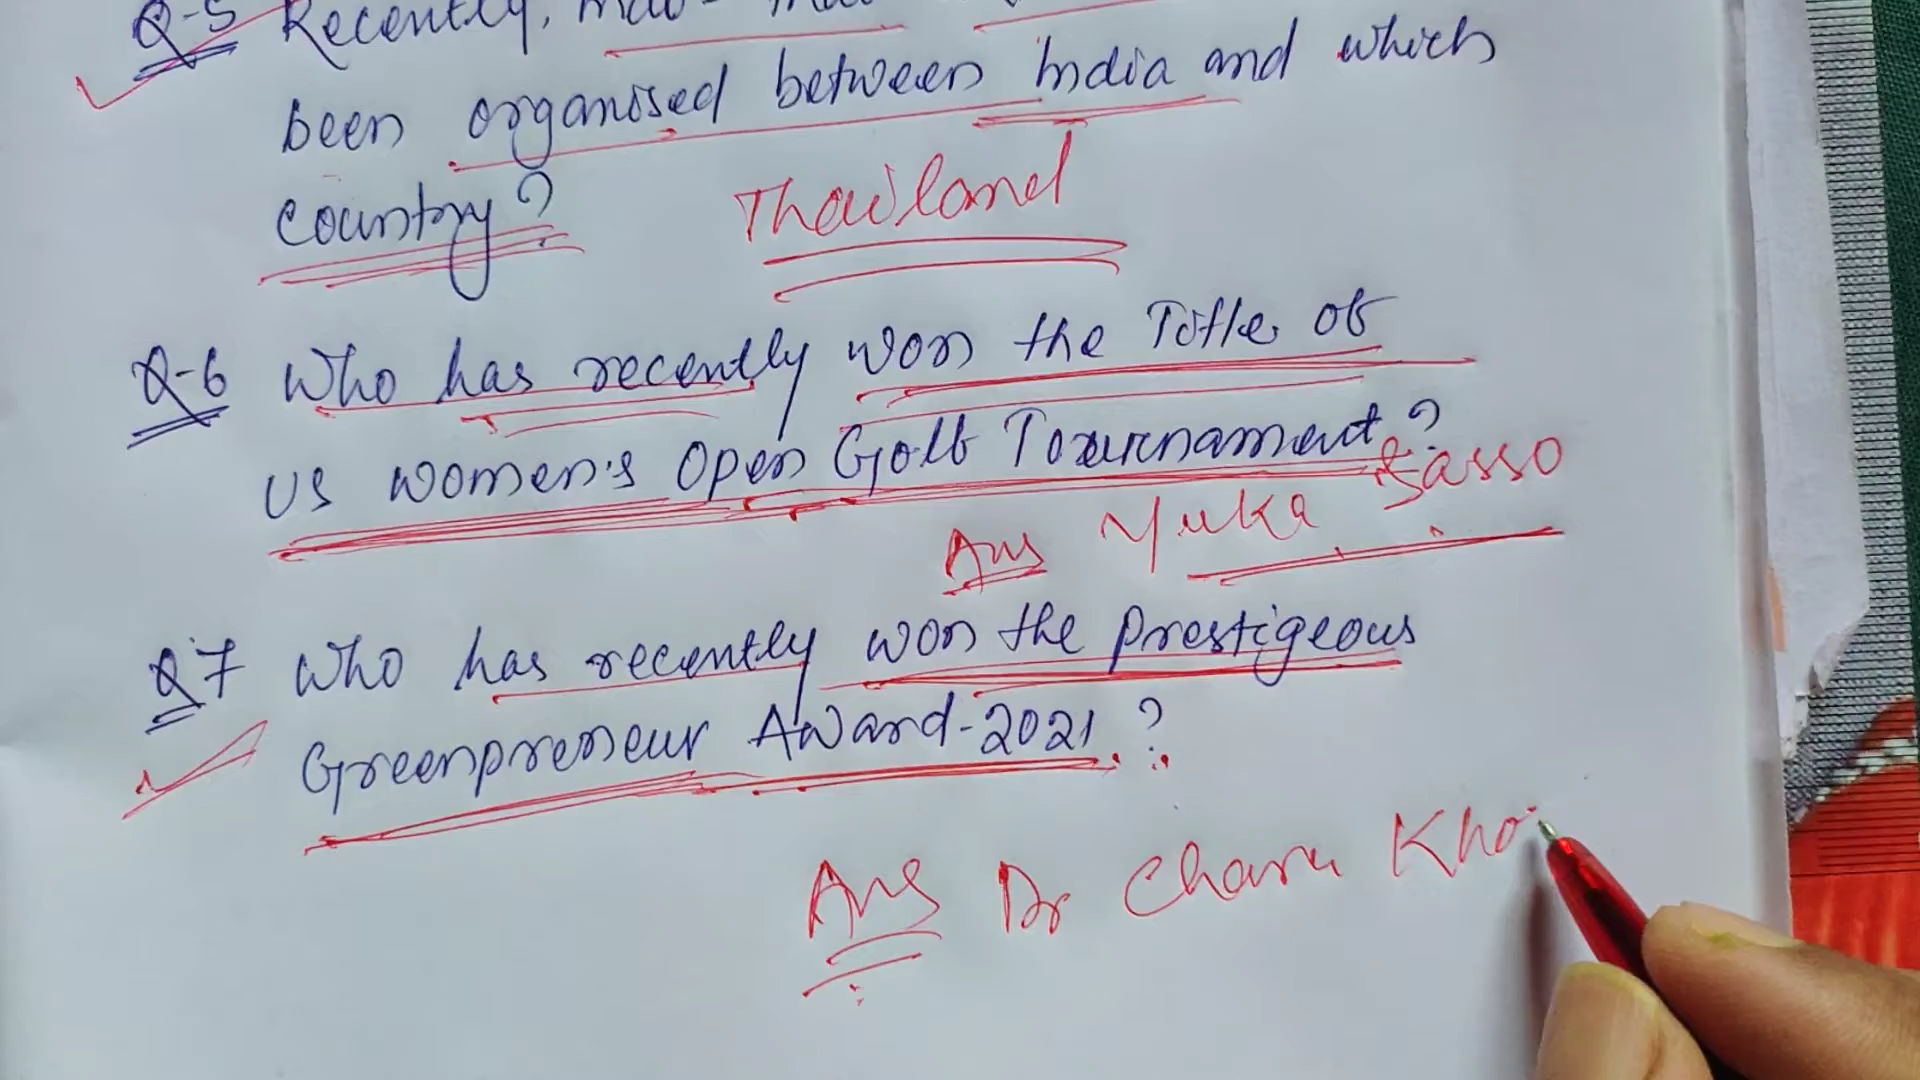 Q-5 Recently,
been organised between India and which
country? Thailand
Q-6 Who has recently won the Title of
US women's open Golf Tournament?
Ans Yuka Sasso
Q7 Who has recently won the prestigeous
Greenpreneur Award-2021.?
Ans Dr Charu Kho